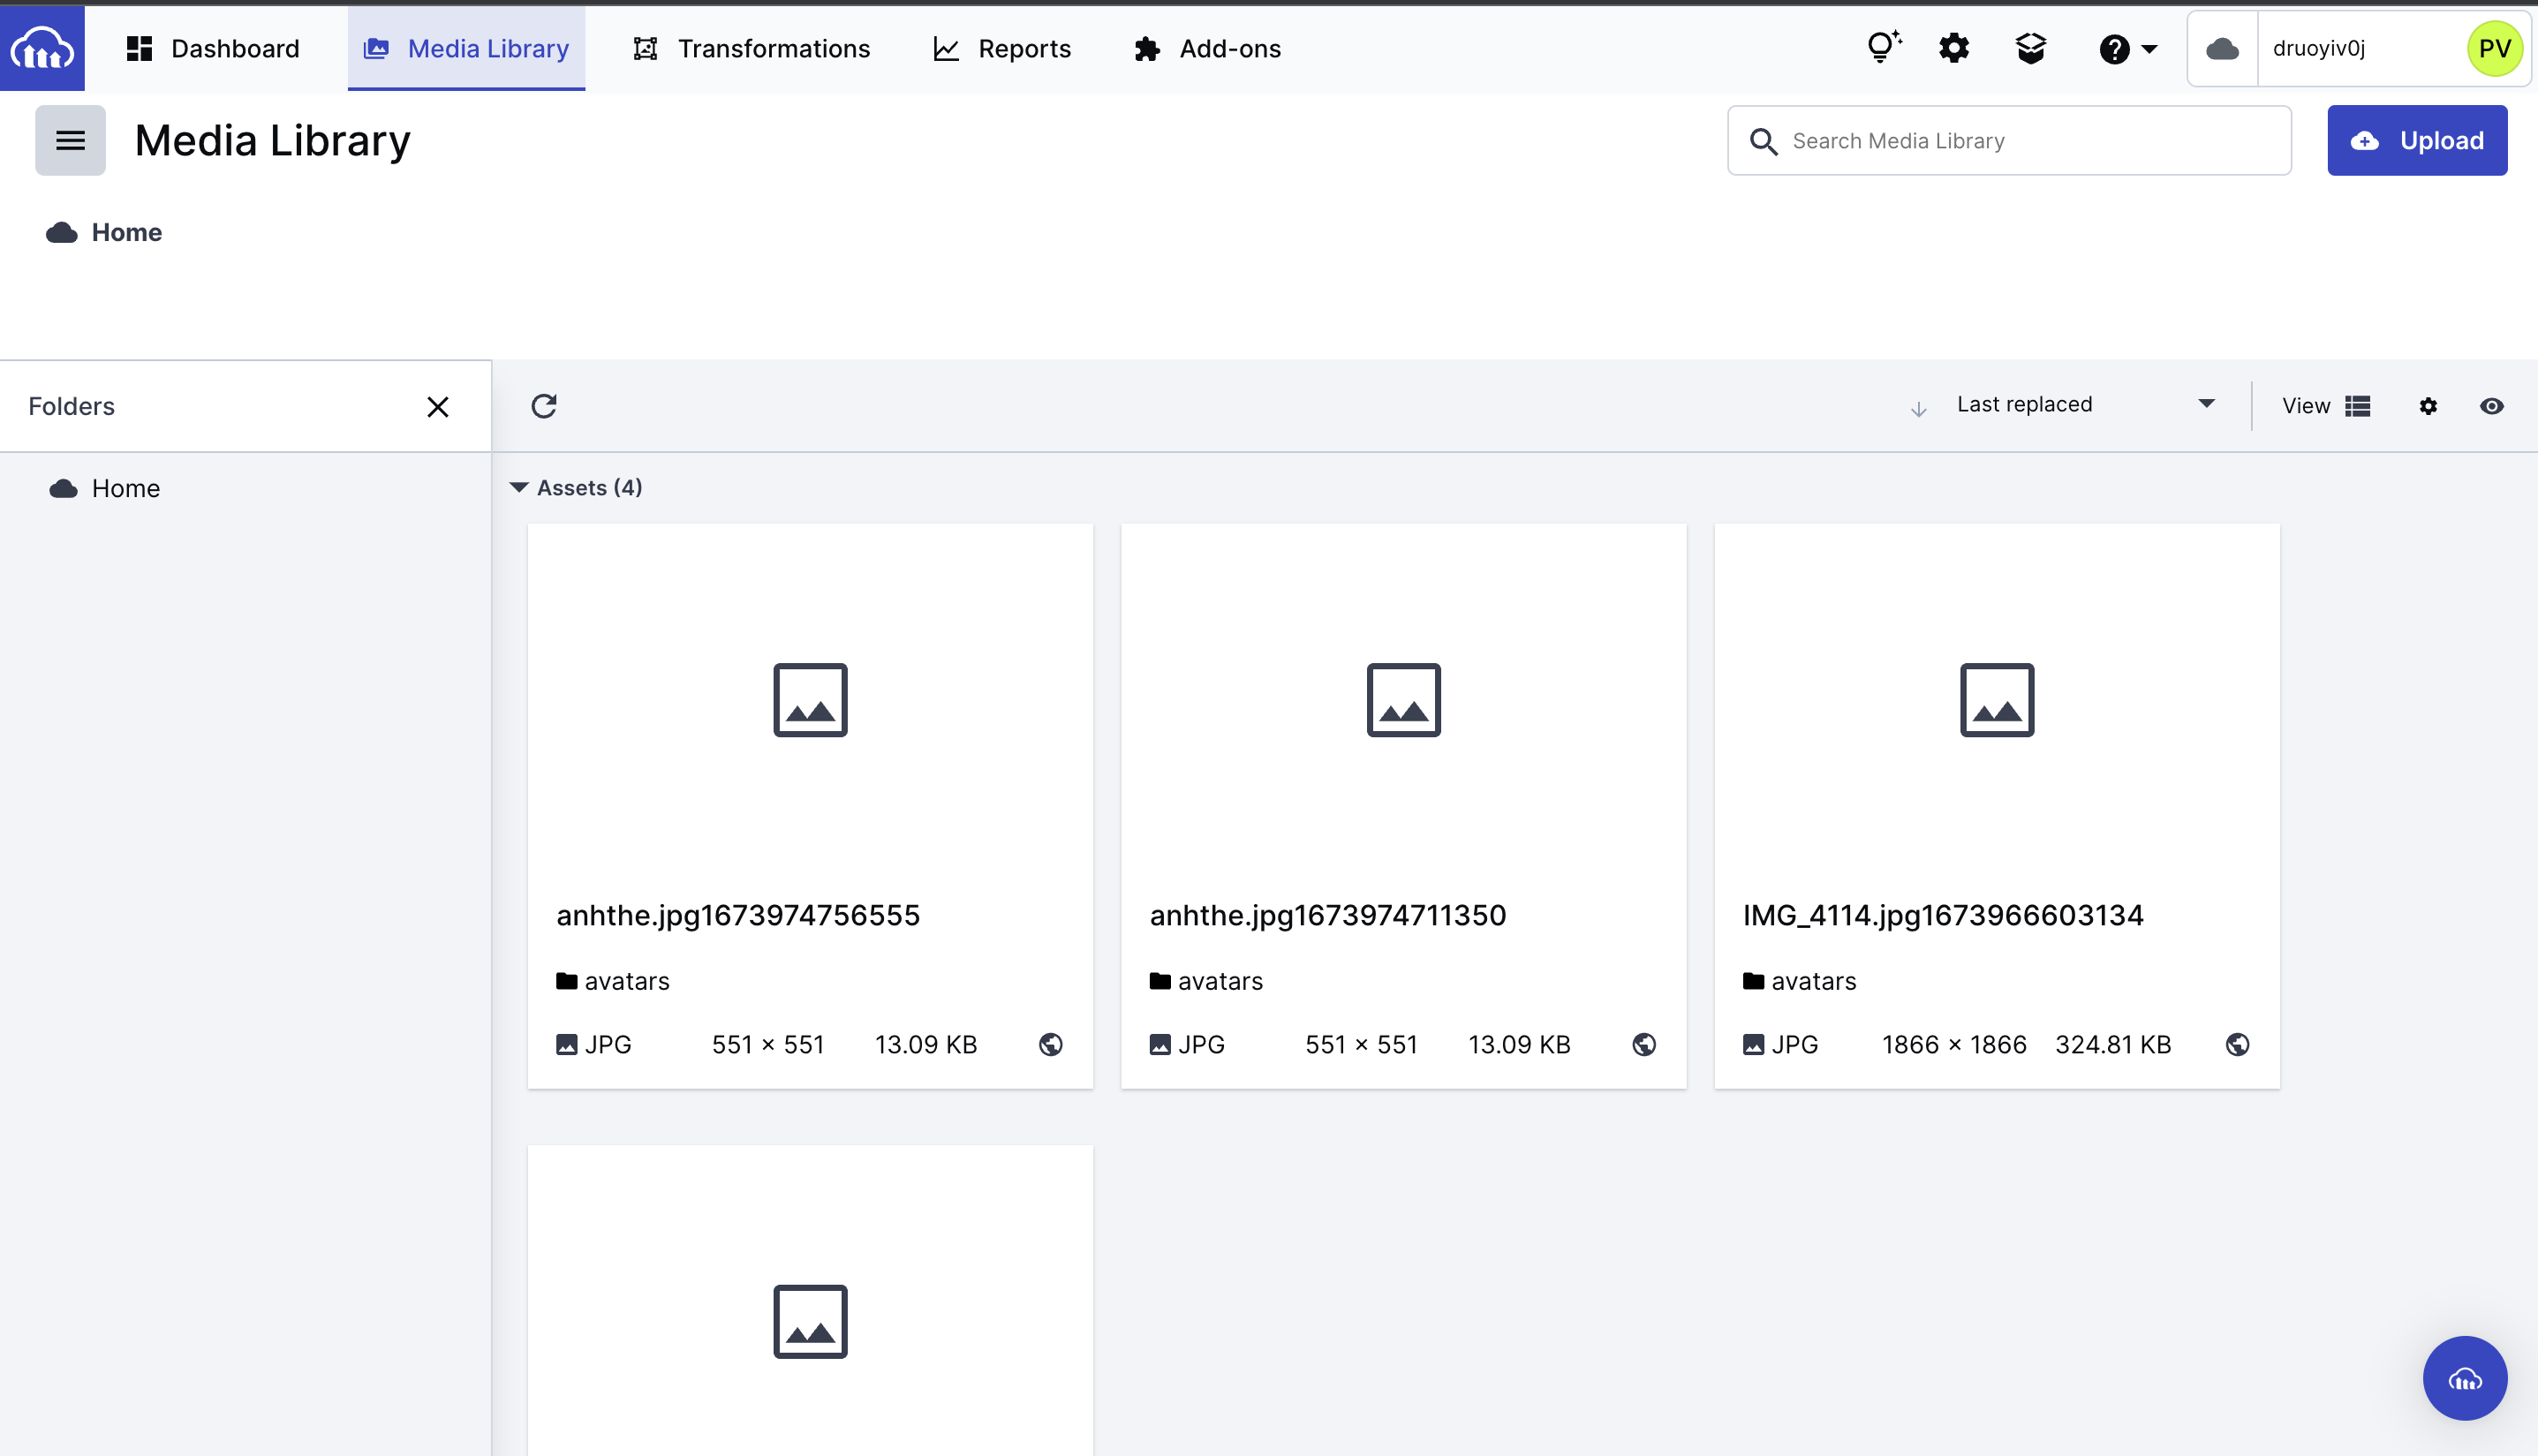 Dashboard
Media Library
Transformations
Reports
Add-ons
druoyiv0j
PV
Media Library
Search Media Library
Upload
Home
Folders
Last replaced
View
Home
Assets (4)
anhthe.jpg1673974756555
avatars
JPG 551 × 551 13.09 KB
anhthe.jpg1673974711350
avatars
JPG 551 × 551 13.09 KB
IMG_4114.jpg1673966603134
avatars
JPG 1866 × 1866 324.81 KB